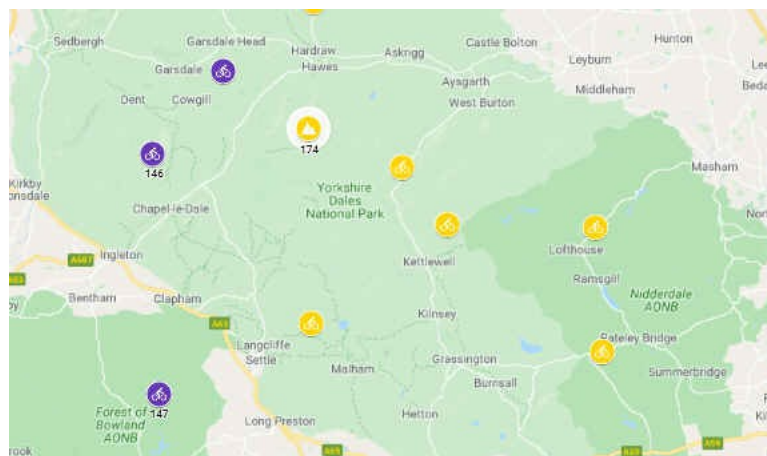 Sedbergh
Garsdale Head
Hardraw
Askrigg
Castle Bolton
Hunton
Garsdale
Hawes
Leyburn
Aysgarth
Middleham
Dent
Cowgill
West Burton
174
146
Masham
Kirkby
onsdale
Yorkshire
Dales
National Park
Chapel-le-Dale
Lofthouse
Ingleton
A687
Kettlewell
Ramsgill
Bentham
Clapham
Nidderdale
AONB
Kilnsey
A65
Langcliffe
Settle
Pateley Bridge
Malham
Grassington
Burnsall
Summerbridge
147
Forest of
Bowland
AONB
Long Preston
Hetton
A65
A59
rook